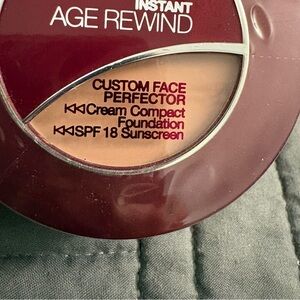 INSTANT
AGE REWIND
CUSTOM FACE
PERFECTOR
Cream Compact
Foundation
SPF 18 Sunscreen